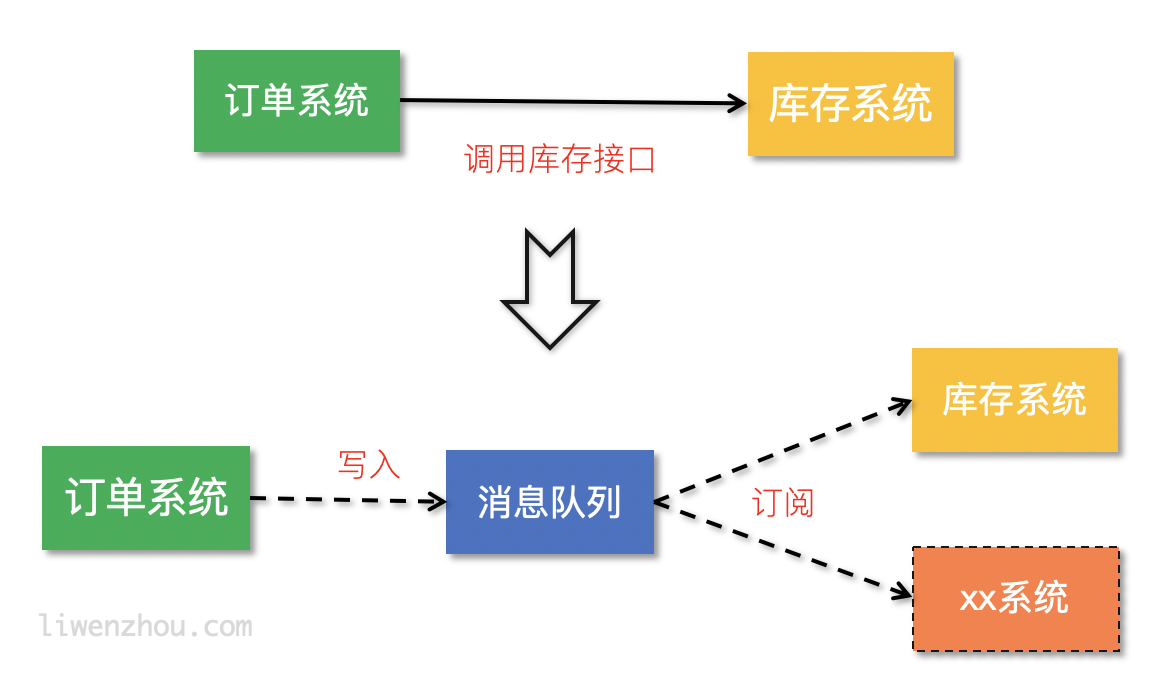 订单系统
库存系统
调用库存接口
库存系统
订单系统
写入
消息队列
订阅
xx系统
liwenzhou.com